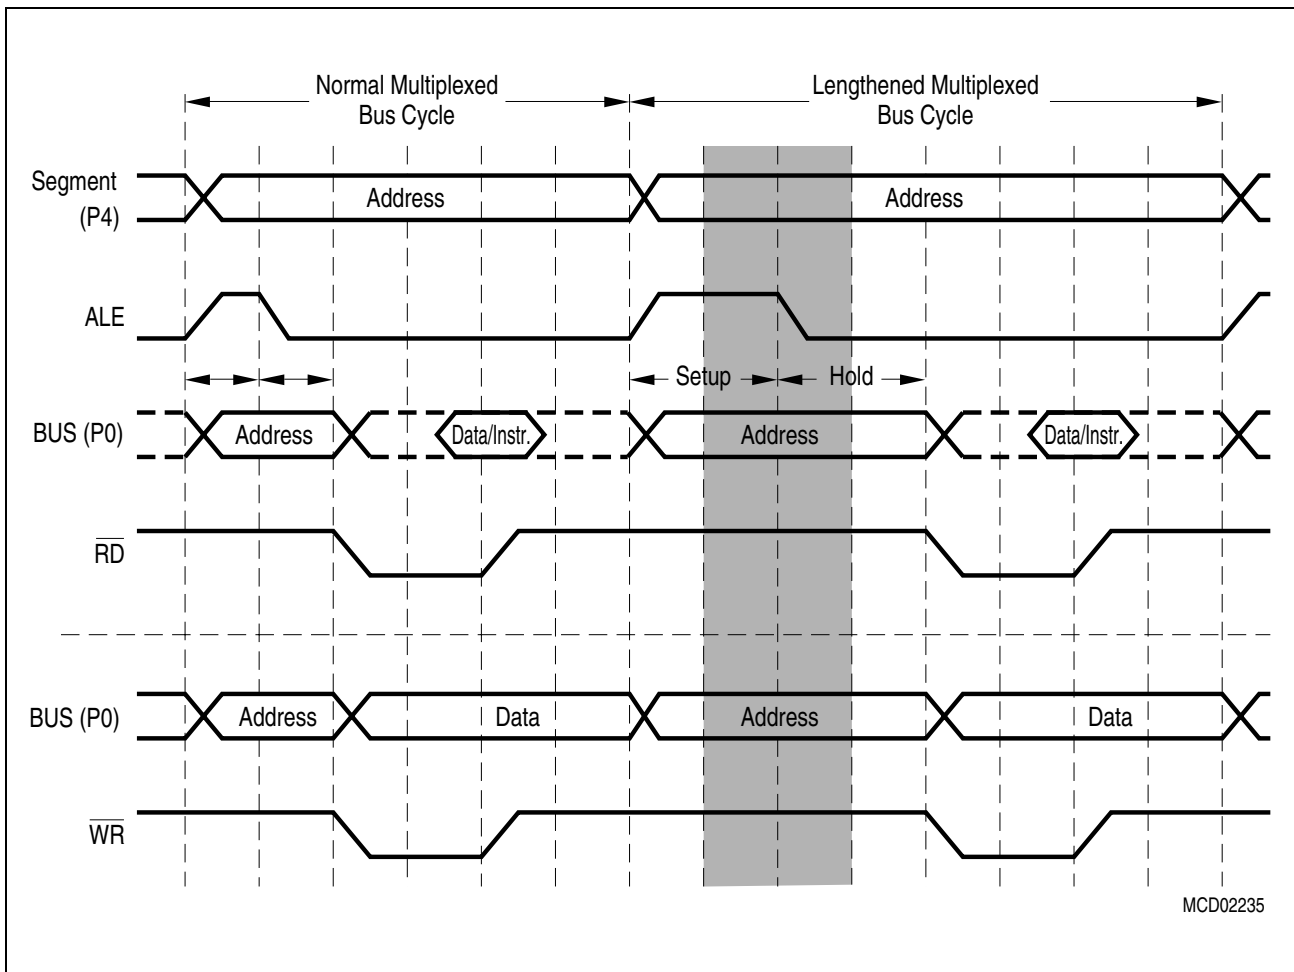 Normal Multiplexed
Bus Cycle
Lengthened Multiplexed
Bus Cycle
Segment
(P4)
Address
Address
ALE
Setup
Hold
BUS (P0)
Address
Data/Instr.
Address
Data/Instr.
RD
BUS (P0)
Address
Data
Address
Data
WR
MCD02235